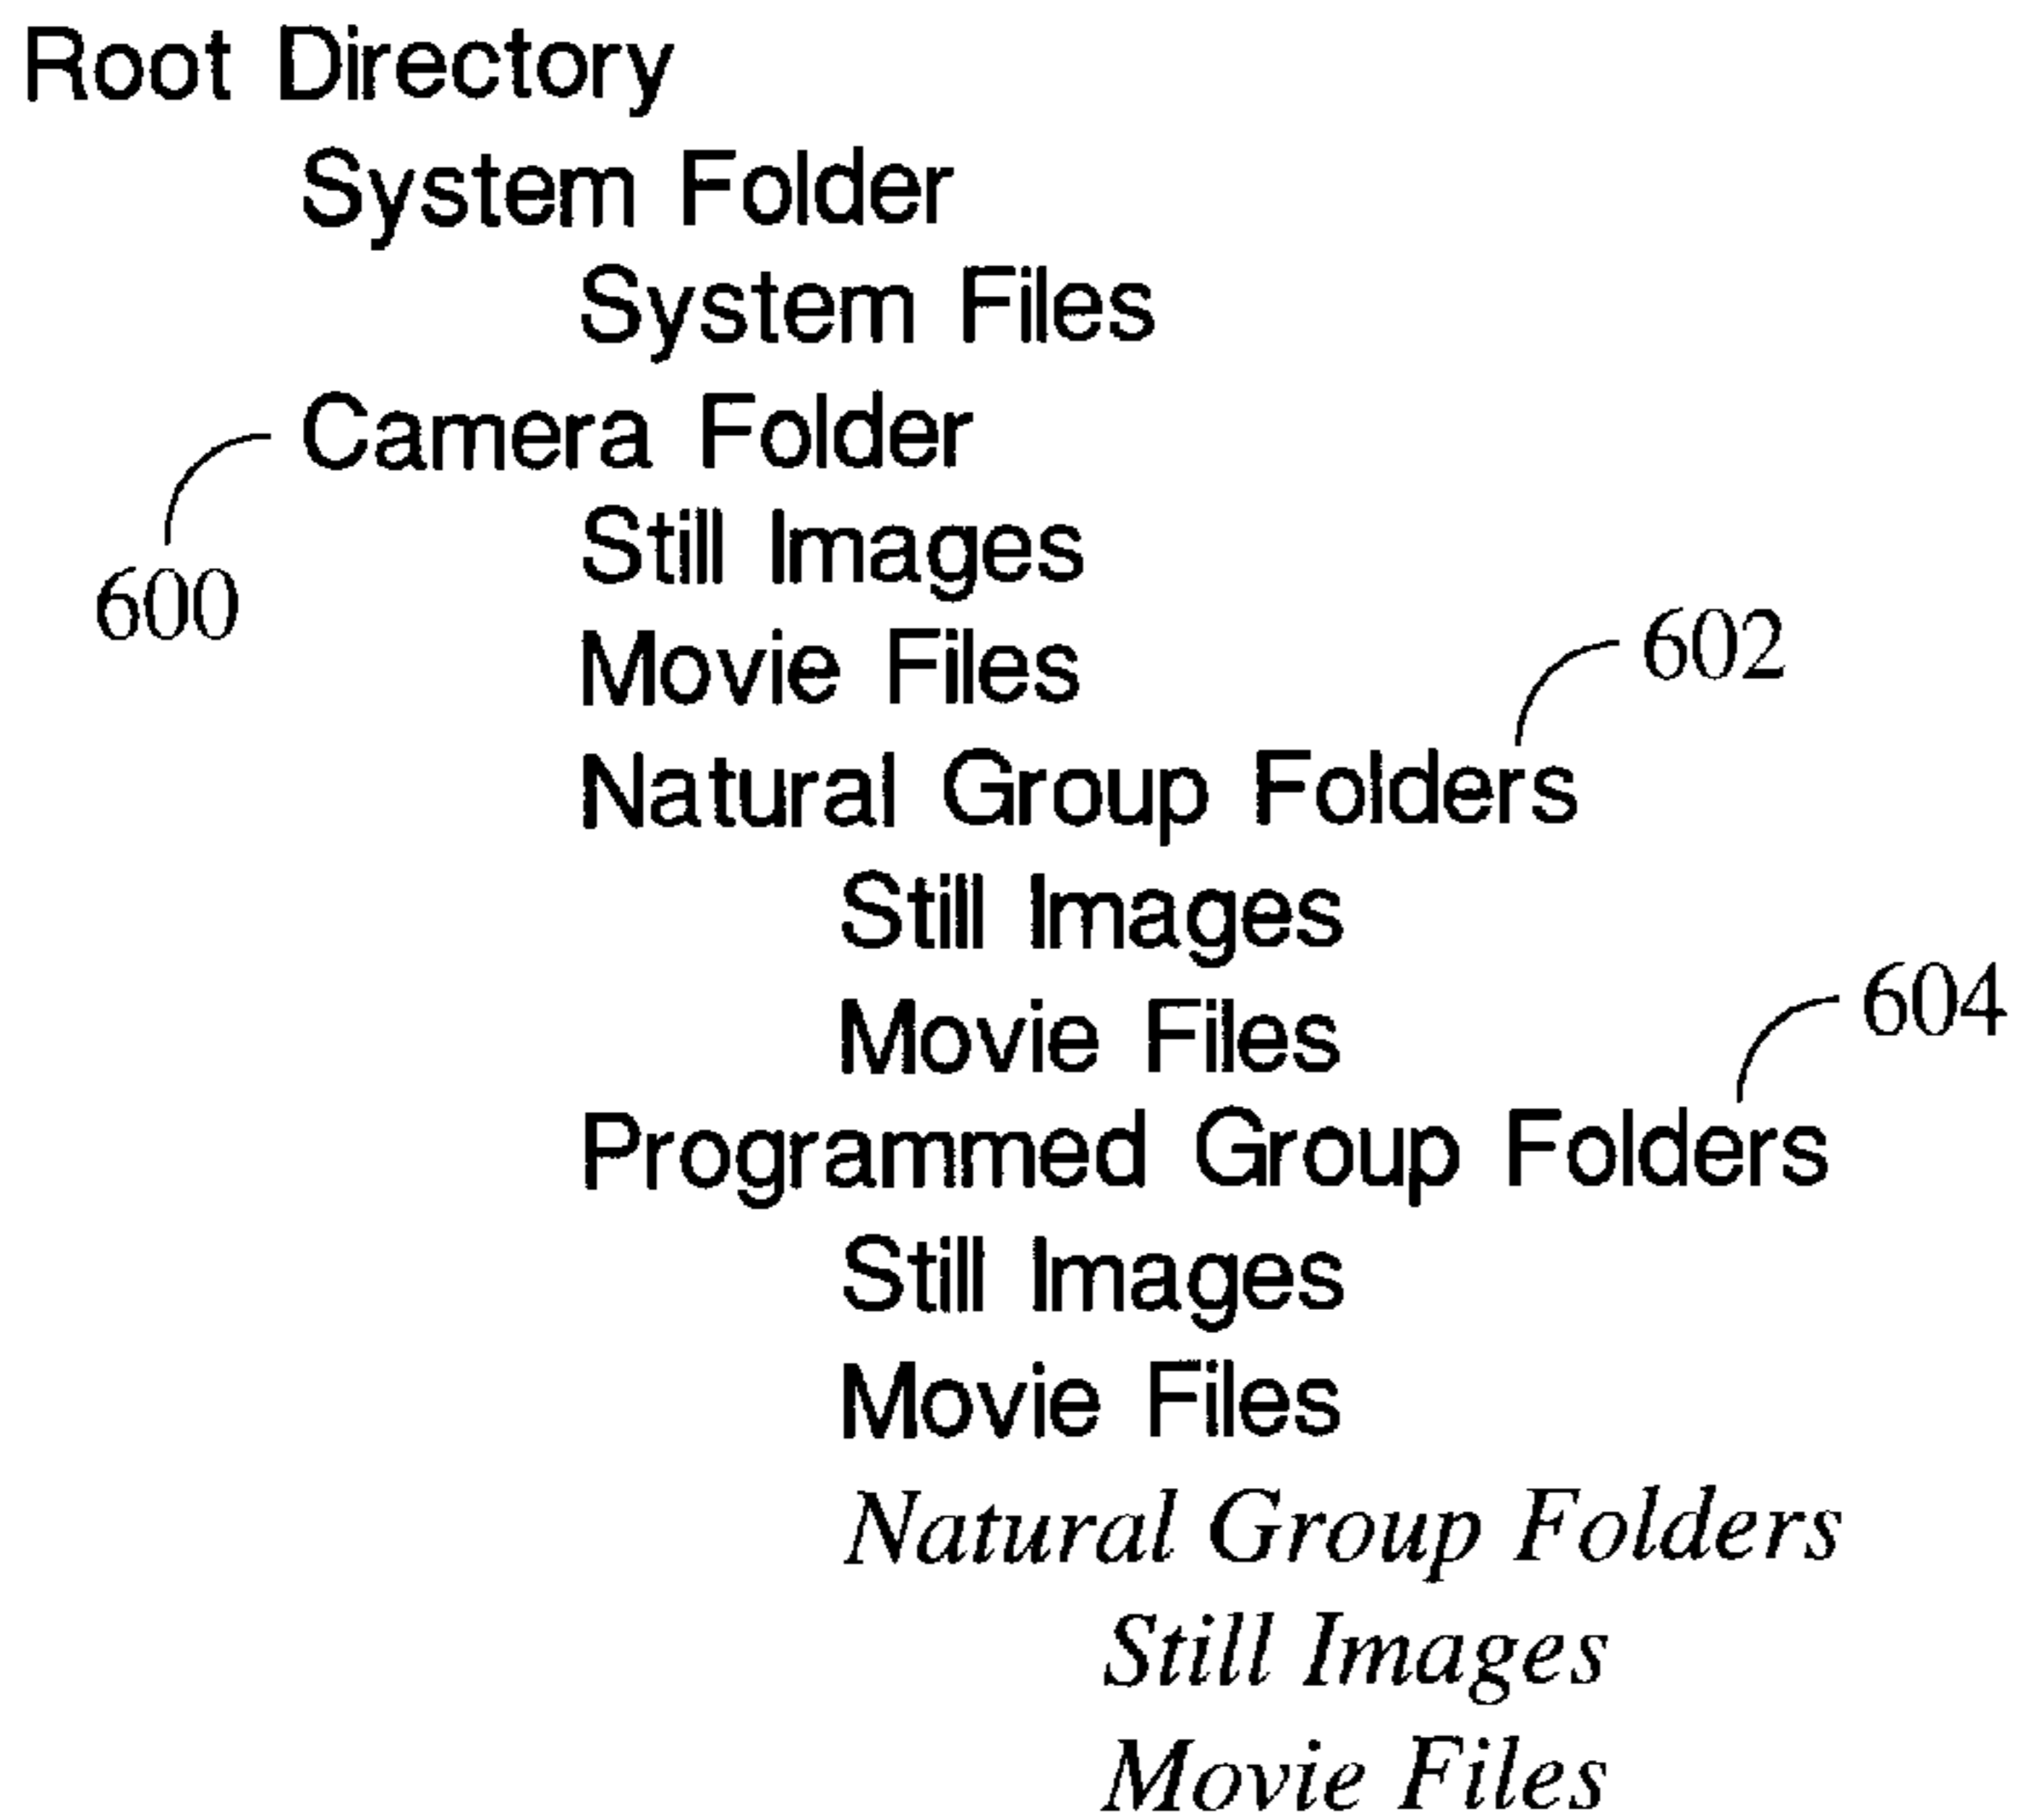 Root Directory
System Folder
System Files
Camera Folder
Still Images
600
Movie Files
602
Natural Group Folders
Still Images
Movie Files
604
Programmed Group Folders
Still Images
Movie Files
Natural Group Folders
Still Images
Movie Files